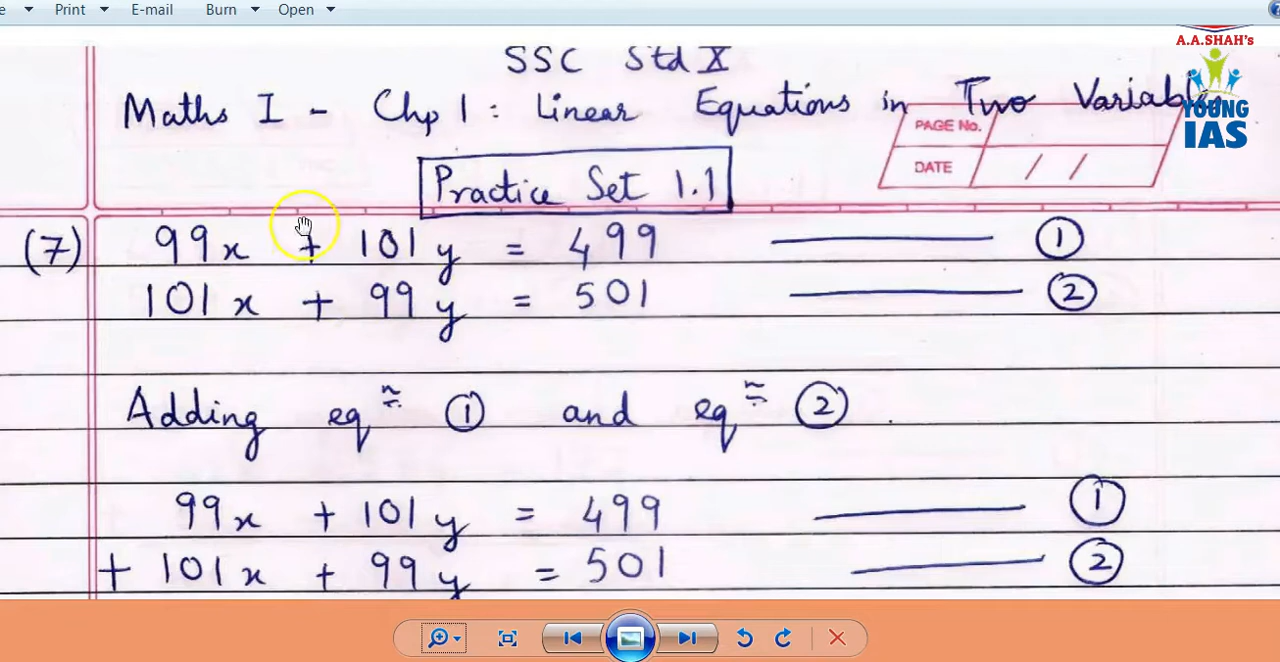 Print E-mail Burn Open
A.A.SHAH's
YOUNG
IAS
SSC Std X
Maths I - Chp 1 : Linear Equations in Two Variables
PAGE No.
DATE / /
Practice Set 1.1
(7) 99x + 101y = 499 ——— ①
101x + 99y = 501 ——— ②
Adding eqⁿ ① and eqⁿ ② .
99x + 101y = 499 ——— ①
+ 101x + 99y = 501 ——— ②